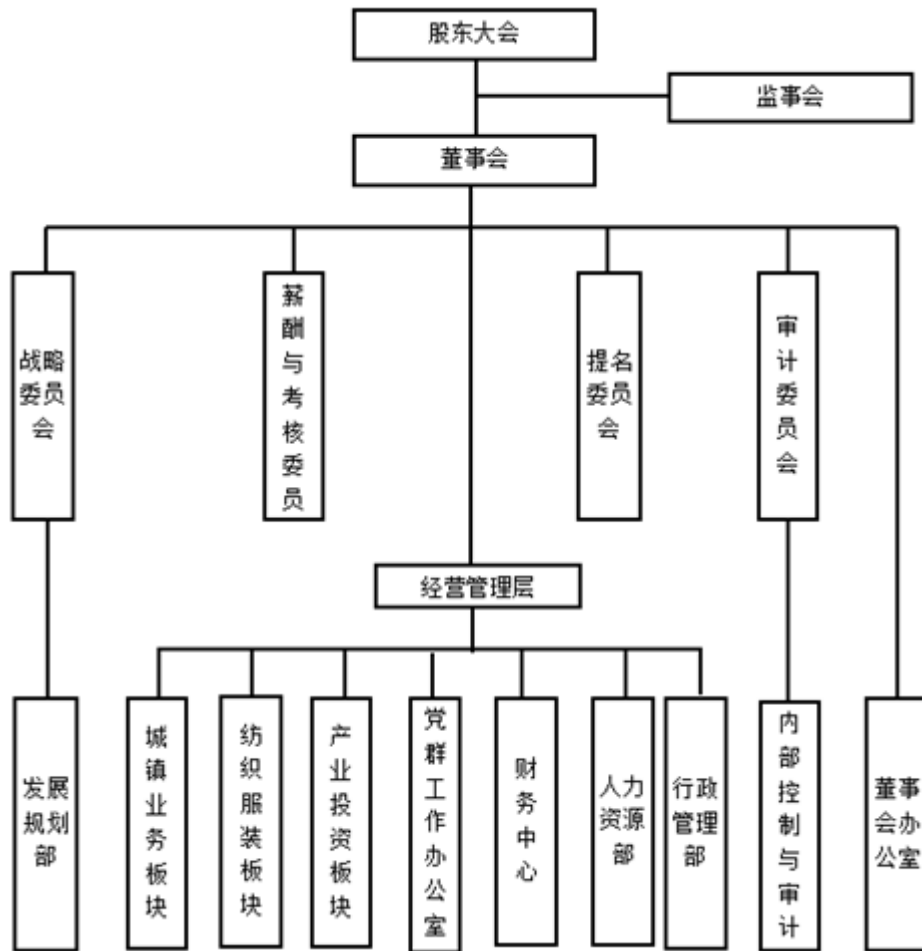 股东大会
监事会
董事会
战略
委员
会
薪
酬
与
考
核
委
员
提名
委员
会
审
计
委
员
会
经营管理层
发展
规划
部
城
镇
业
务
板
块
纺
织
服
装
板
块
产
业
投
资
板
块
党
群
工
作
办
公
室
财
务
中
心
人力
资源
部
行政
管理
部
内
部
控
制
与
审
计
董事
会办
公室